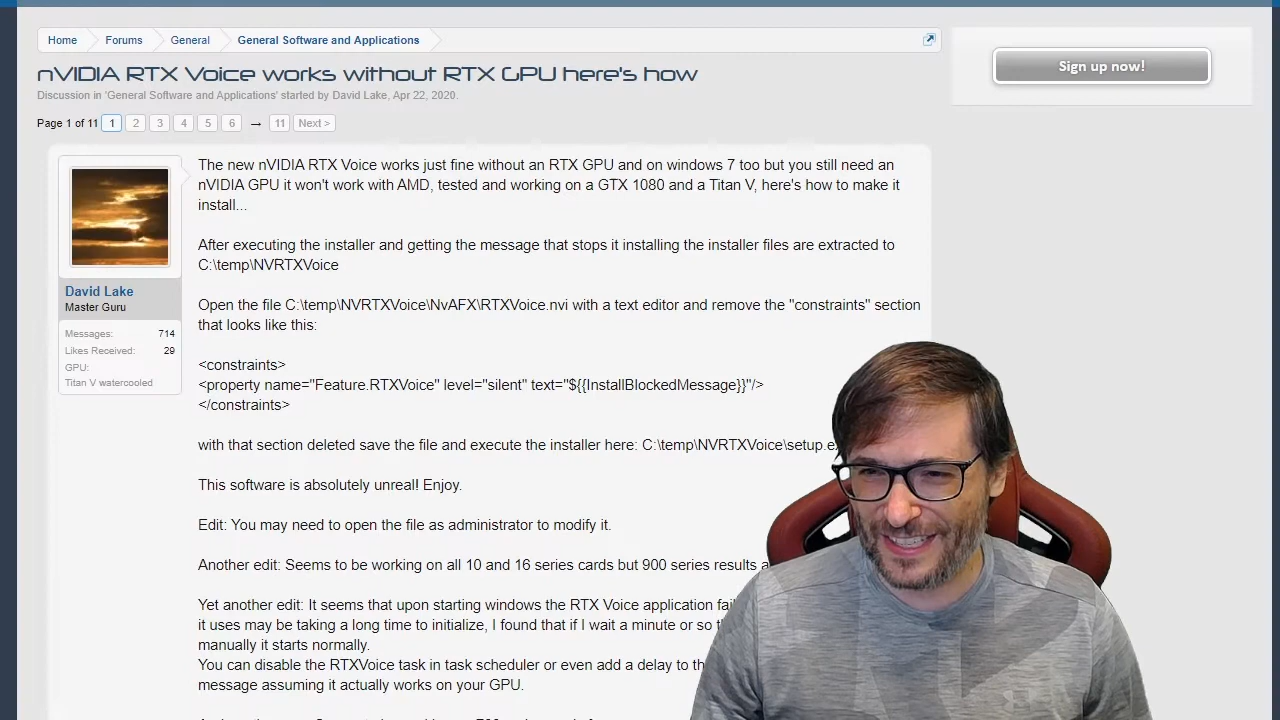 Home
Forums
General
General Software and Applications
Sign up now!
nVIDIA RTX Voice works without RTX GPU here's how
Discussion in 'General Software and Applications' started by David Lake, Apr 22, 2020.
Page 1 of 11 1 2 3 4 5 6 → 11 Next >
The new nVIDIA RTX Voice works just fine without an RTX GPU and on windows 7 too but you still need an
nVIDIA GPU it won't work with AMD, tested and working on a GTX 1080 and a Titan V, here's how to make it
install...
After executing the installer and getting the message that stops it installing the installer files are extracted to
C:\temp\NVRTXVoice
David Lake
Master Guru
Messages: 714
Likes Received: 29
GPU:
Titan V watercooled
Open the file C:\temp\NVRTXVoice\NvAFX\RTXVoice.nvi with a text editor and remove the "constraints" section
that looks like this:
<constraints>
<property name="Feature.RTXVoice" level="silent" text="${{InstallBlockedMessage}}"/>
</constraints>
with that section deleted save the file and execute the installer here:
This software is absolutely unreal! Enjoy.
Edit: You may need to open the file as administrator to modify it.
Another edit: Seems to be working on all 10 and 16 series cards but 900 series results
Yet another edit: It seems that upon starting windows the RTX Voice application
it uses may be taking a long time to initialize, I found that if I wait a minute or so
manually it starts normally.
You can disable the RTXVoice task in task scheduler or even add a delay to
message assuming it actually works on your GPU.